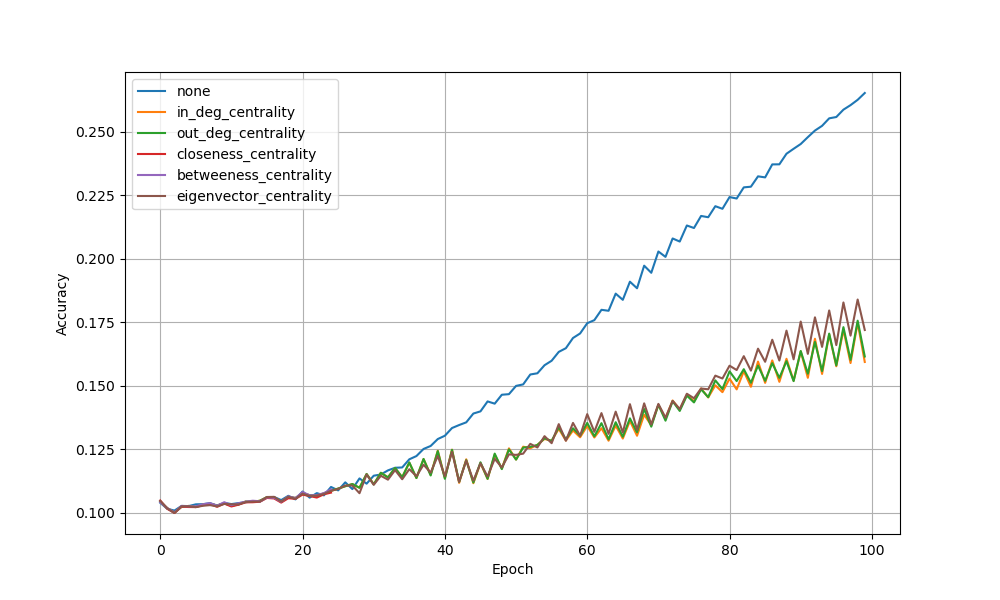 none
in_deg_centrality
out_deg_centrality
closeness_centrality
betweeness_centrality
eigenvector_centrality
Accuracy
0.250
0.225
0.200
0.175
0.150
0.125
0.100
0 20 40 60 80 100
Epoch